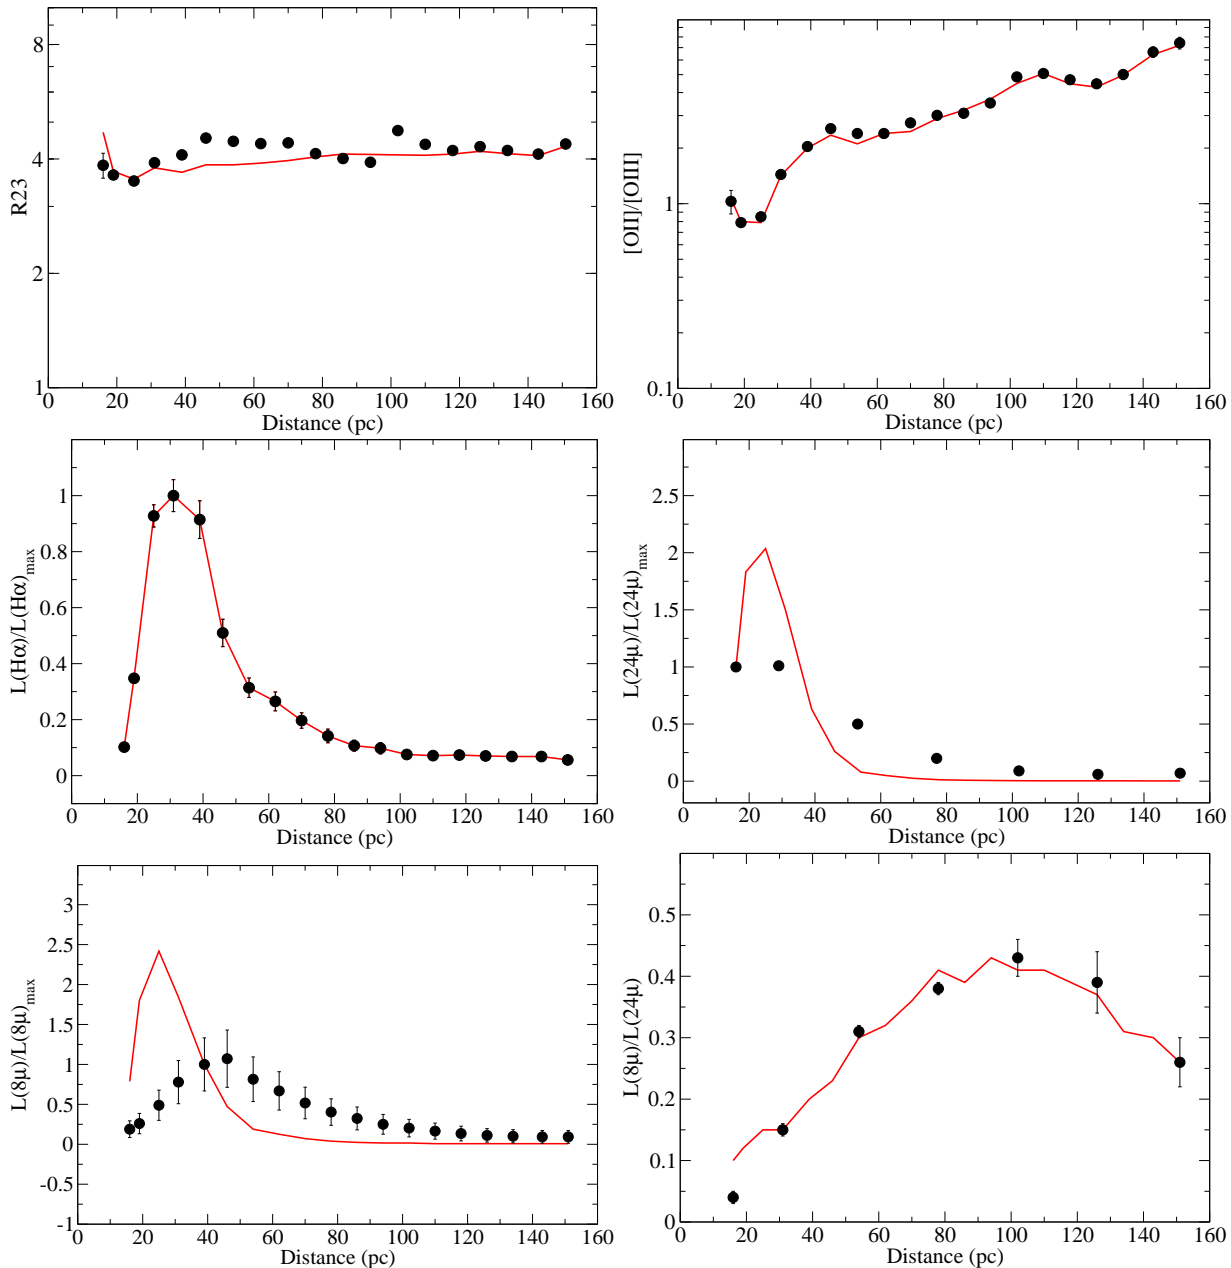 8
4
2
1
R23
20 40 60 80 100 120 140 160
Distance (pc)
1
0.1
[OII]/[OIII]
0 20 40 60 80 100 120 140 160
Distance (pc)
1
0.8
0.6
0.4
0.2
0
L(Hα)/L(Hα)max
0 20 40 60 80 100 120 140 160
Distance (pc)
2.5
2
1.5
1
0.5
0
L(24μ)/L(24μ)max
0 20 40 60 80 100 120 140 160
Distance (pc)
3
2.5
2
1.5
1
0.5
0
-0.5
-1
L(8μ)/L(8μ)max
0 20 40 60 80 100 120 140 160
Distance (pc)
0.5
0.4
0.3
0.2
0.1
0
L(8μ)/L(24μ)
0 20 40 60 80 100 120 140 160
Distance (pc)